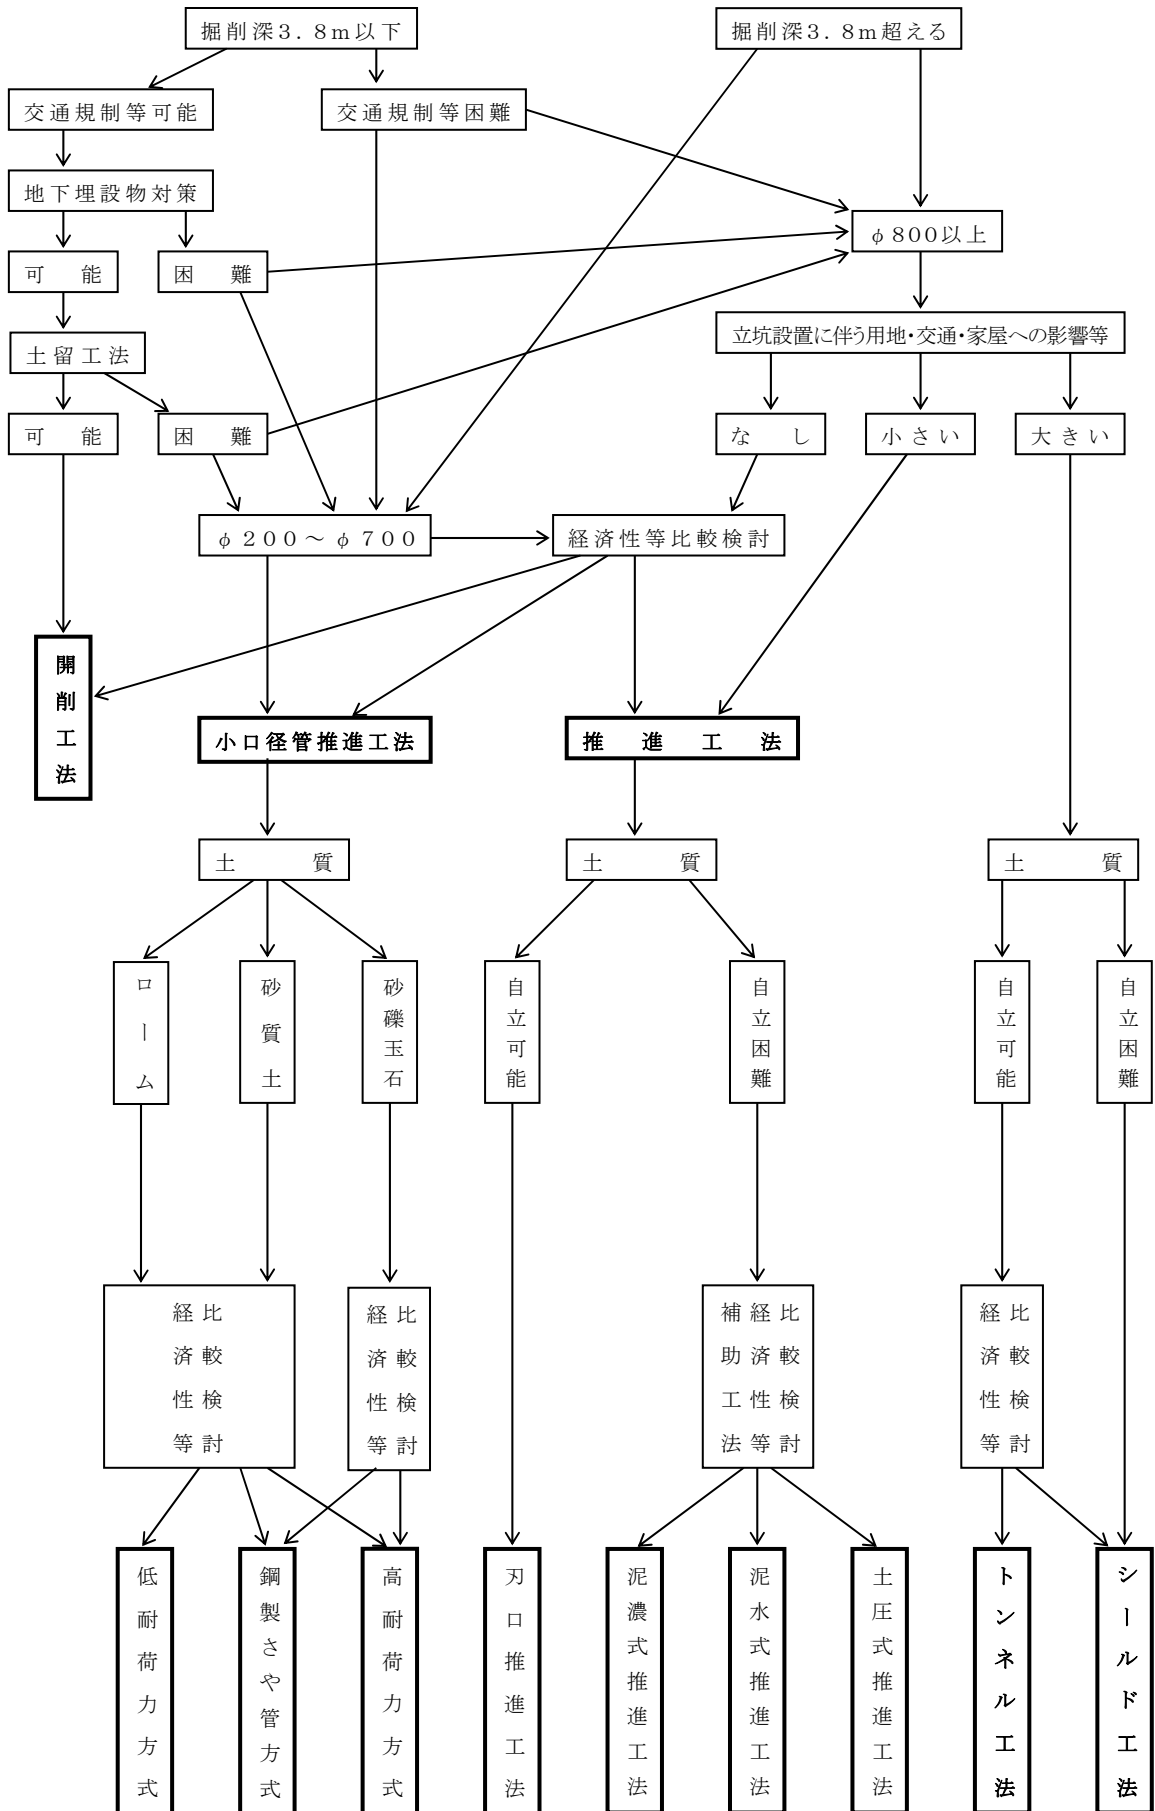 掘削深3.8m以下
掘削深3.8m超える
交通規制等可能
交通規制等困難
地下埋設物対策
φ800以上
可能
困難
立坑設置に伴う用地・交通・家屋への影響等
土留工法
可能
困難
なし
小さい
大きい
φ200～φ700
経済性等比較検討
開削工法
小口径管推進工法
推進工法
土質
土質
土質
ローム
砂質土
砂礫玉石
自立可能
自立困難
自立可能
自立困難
経済性等
比較検討
経済性等
比較検討
補助工法
経済性等
比較検討
経済性等
比較検討
低耐荷力方式
鋼製さや管方式
高耐荷力方式
刃口推進工法
泥濃式推進工法
泥水式推進工法
土圧式推進工法
トンネル工法
シールド工法